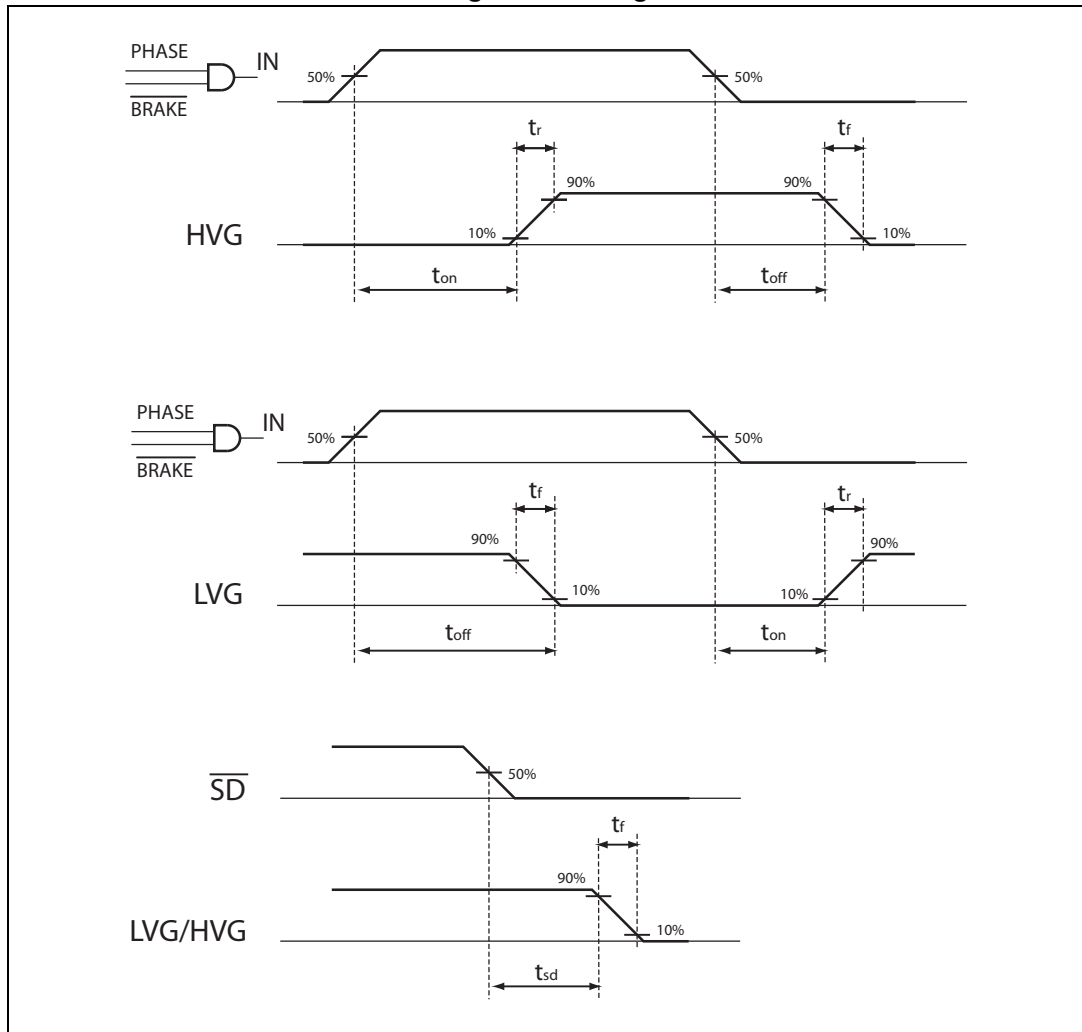 PHASE
IN
BRAKE
50%
50%
tr
tf
90%
90%
HVG
10%
10%
ton
toff
PHASE
IN
BRAKE
50%
50%
tf
tr
90%
90%
LVG
10%
10%
toff
ton
SD
50%
tf
90%
LVG/HVG
10%
tsd